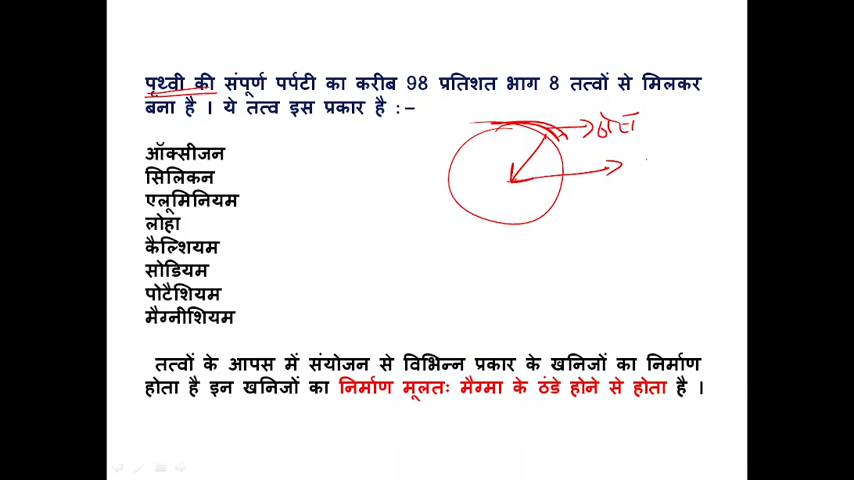 पृथ्वी की संपूर्ण पर्पटी का करीब 98 प्रतिशत भाग 8 तत्वों से मिलकर
बना है । ये तत्व इस प्रकार है :–
ठोस
ऑक्सीजन
सिलिकन
एलूमिनियम
लोहा
कैल्शियम
सोडियम
पोटैशियम
मैग्नीशियम
तत्वों के आपस में संयोजन से विभिन्न प्रकार के खनिजों का निर्माण
होता है इन खनिजों का निर्माण मूलतः मैग्मा के ठंडे होने से होता है ।